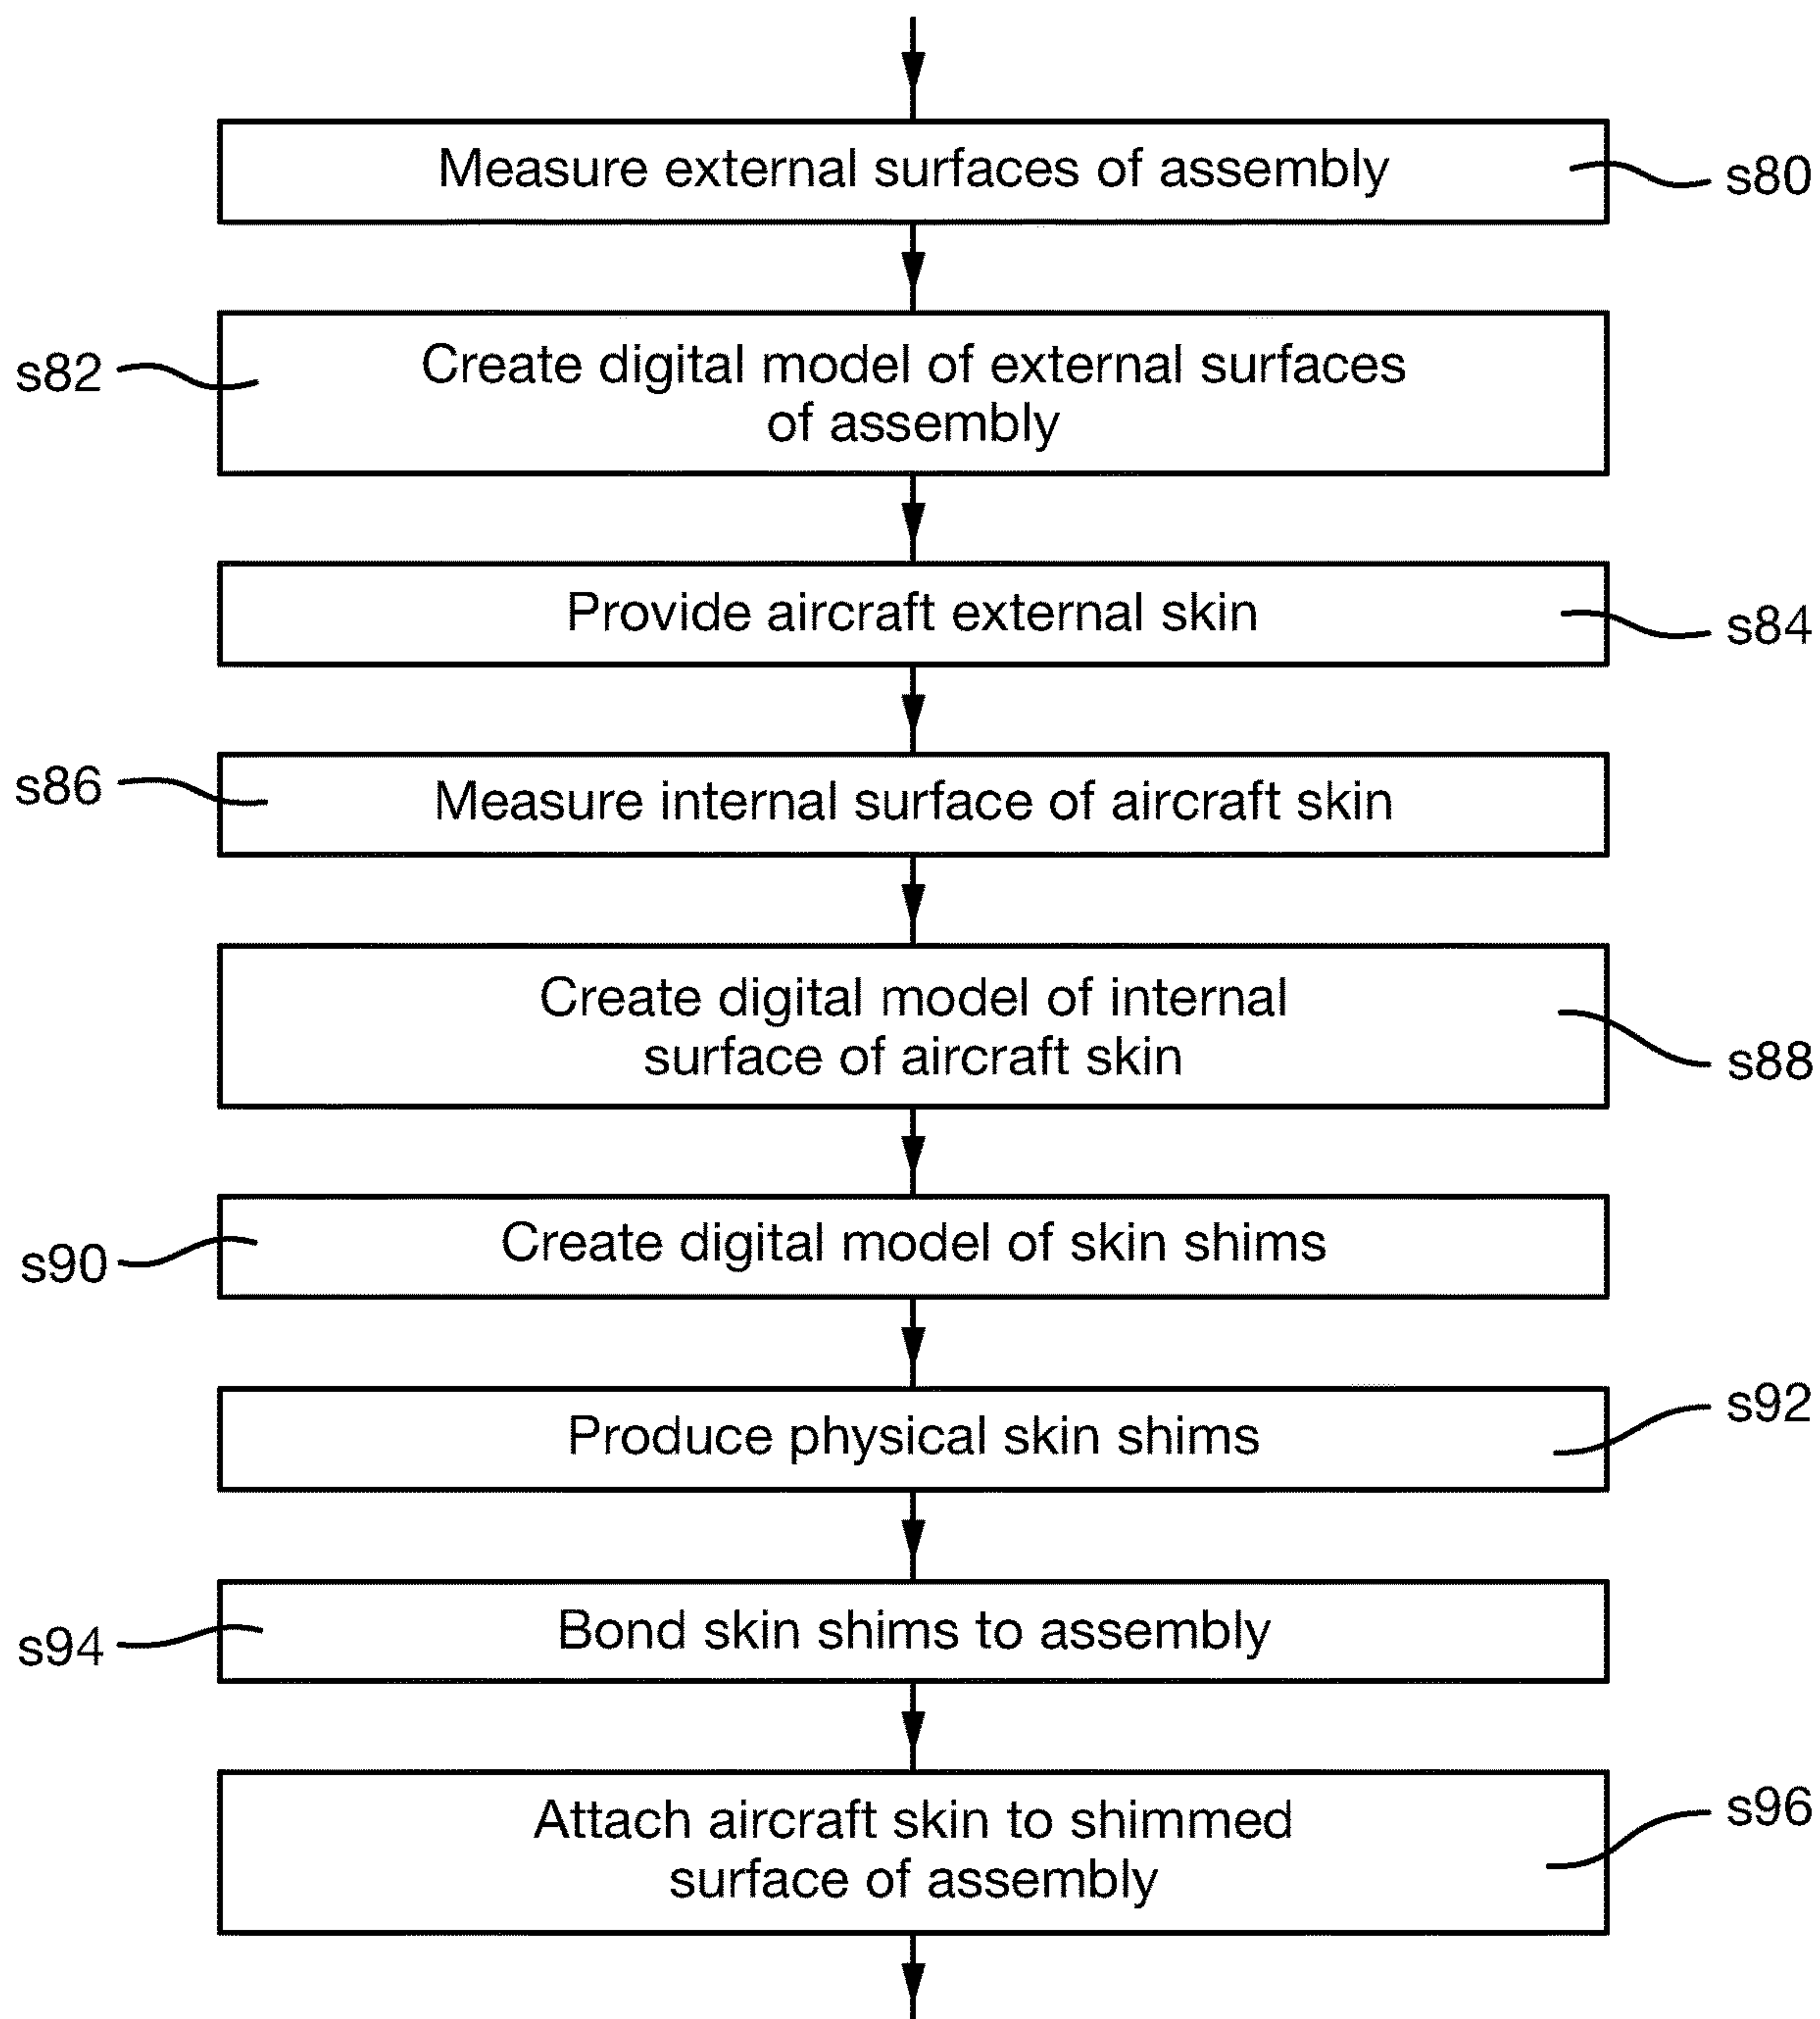 Measure external surfaces of assembly
s80
s82
Create digital model of external surfaces
of assembly
Provide aircraft external skin
s84
s86
Measure internal surface of aircraft skin
Create digital model of internal
surface of aircraft skin
s88
s90
Create digital model of skin shims
Produce physical skin shims
s92
s94
Bond skin shims to assembly
Attach aircraft skin to shimmed
surface of assembly
s96